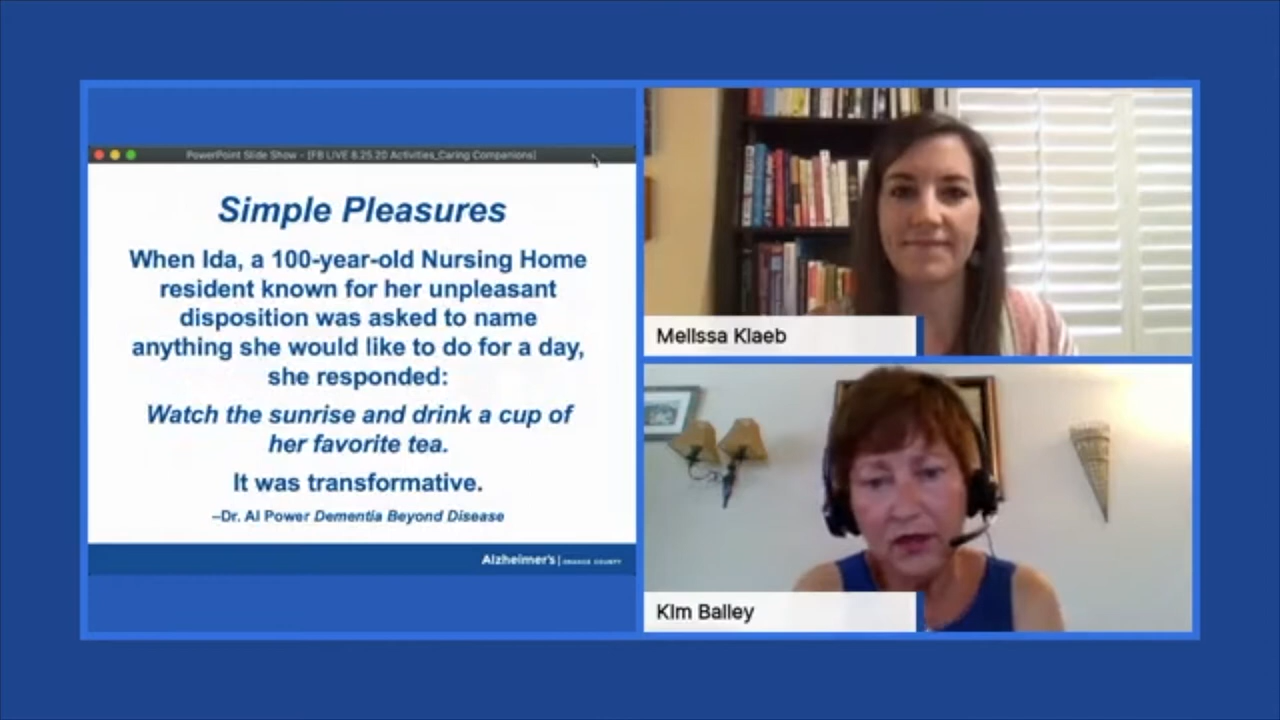 PowerPoint Slide Show - [FB LIVE 8.25.20 Activities_Caring Companions]
Simple Pleasures
When Ida, a 100-year-old Nursing Home
resident known for her unpleasant
disposition was asked to name
anything she would like to do for a day,
she responded:
Watch the sunrise and drink a cup of
her favorite tea.
It was transformative.
–Dr. Al Power Dementia Beyond Disease
Alzheimer's | ORANGE COUNTY
Melissa Klaeb
Kim Bailey